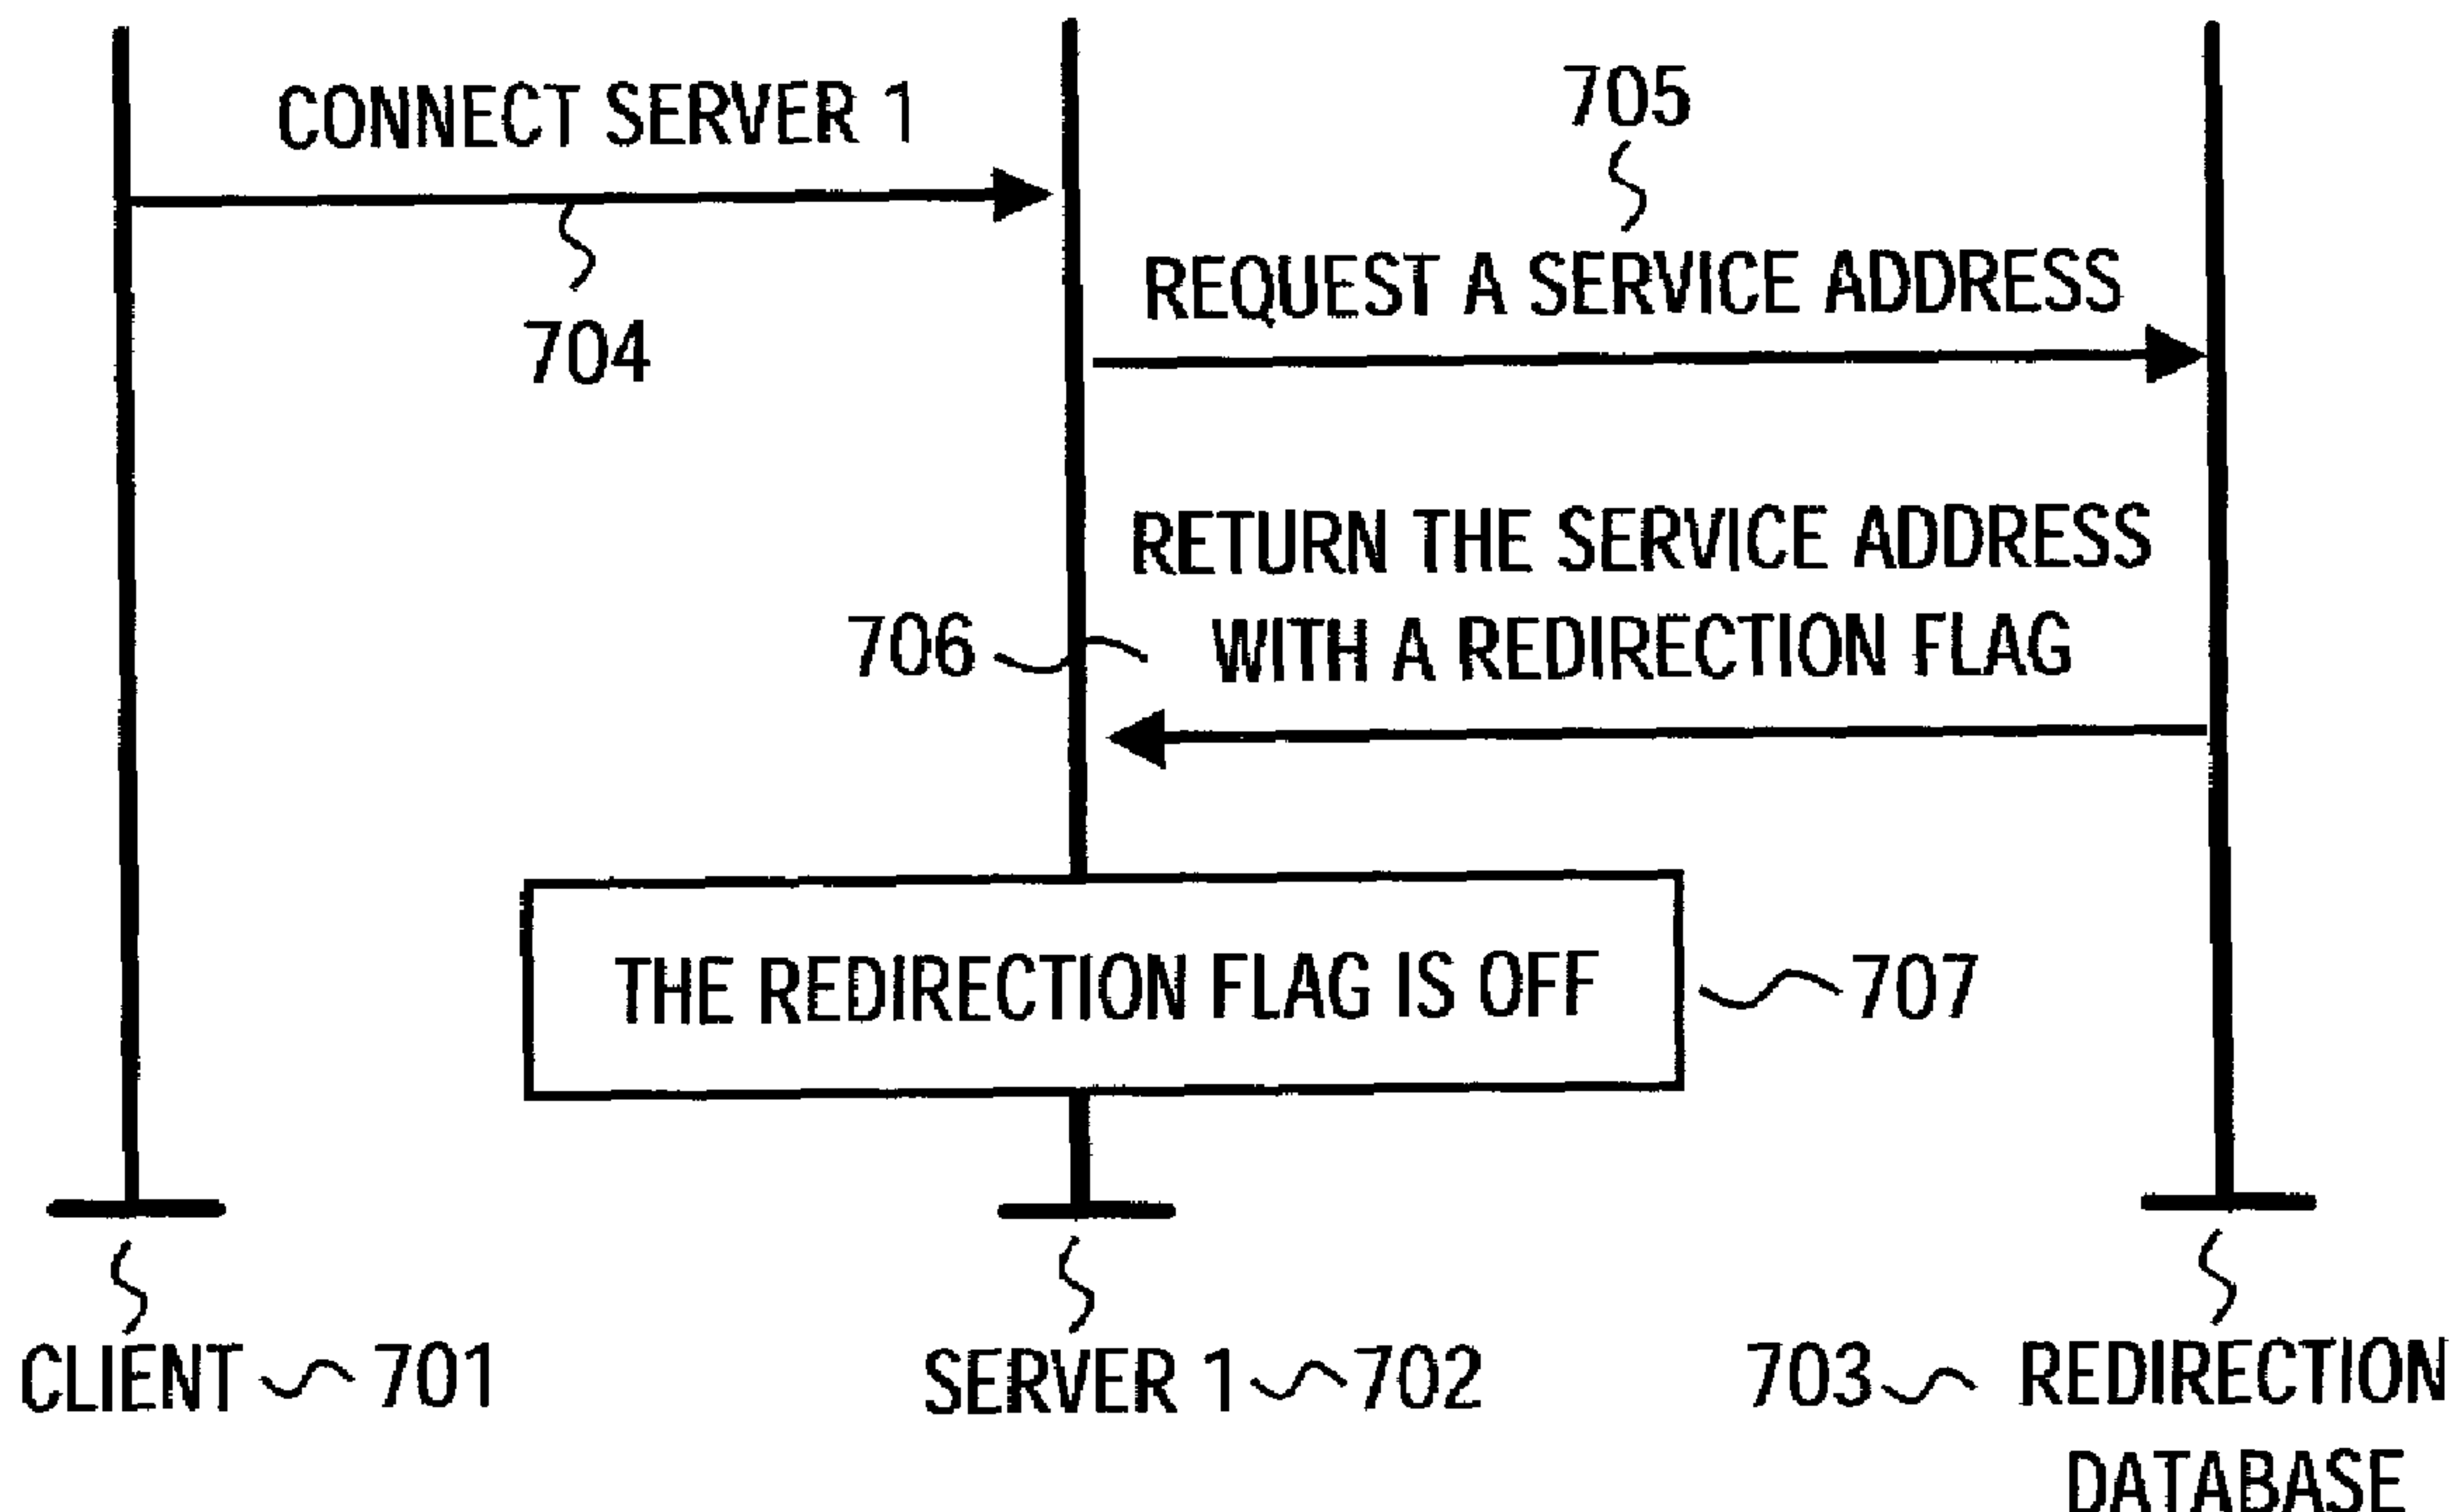 CONNECT SERVER 1
705
704
REQUEST A SERVICE ADDRESS
RETURN THE SERVICE ADDRESS
706 WITH A REDIRECTION FLAG
THE REDIRECTION FLAG IS OFF 707
CLIENT 701
SERVER 1 702
703 REDIRECTION
DATABASE